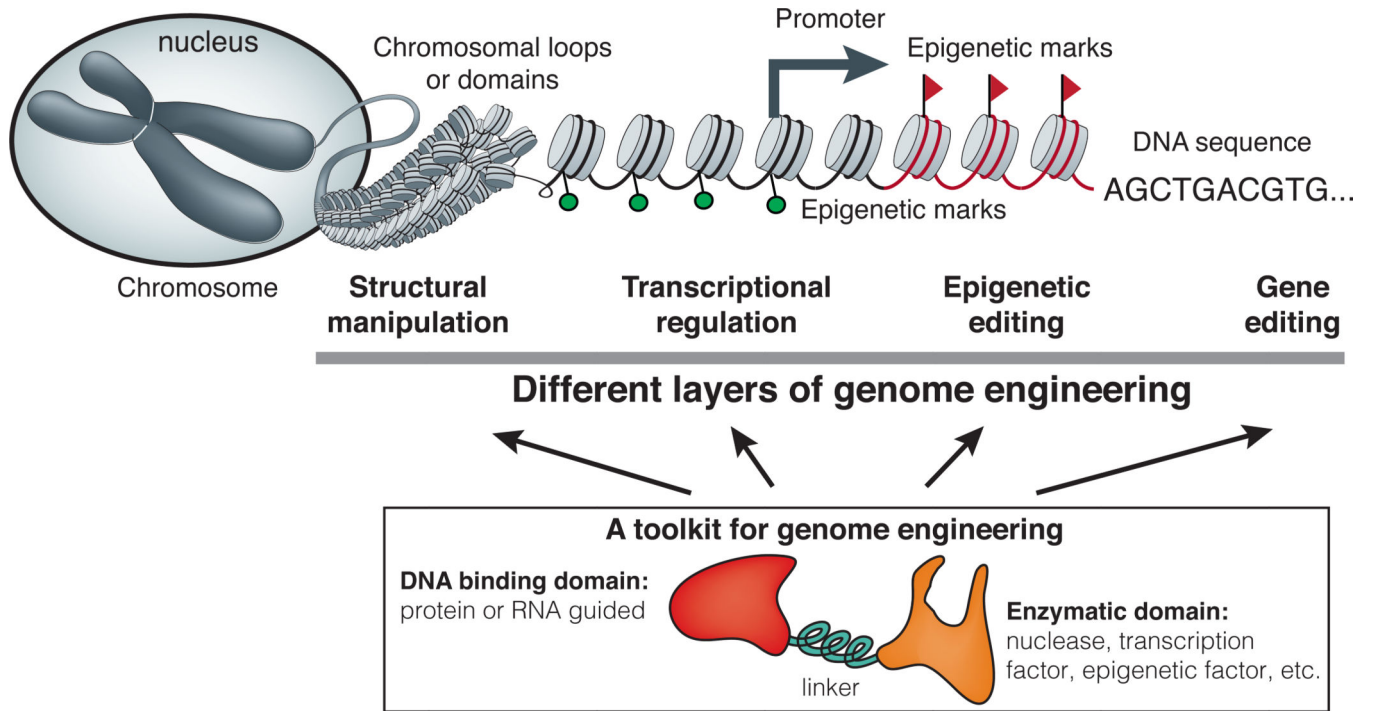 nucleus
Chromosomal loops
or domains
Promoter
Epigenetic marks
DNA sequence
AGCTGACGTG...
Epigenetic marks
Chromosome
Structural
manipulation
Transcriptional
regulation
Epigenetic
editing
Gene
editing
Different layers of genome engineering
A toolkit for genome engineering
DNA binding domain:
protein or RNA guided
linker
Enzymatic domain:
nuclease, transcription
factor, epigenetic factor, etc.